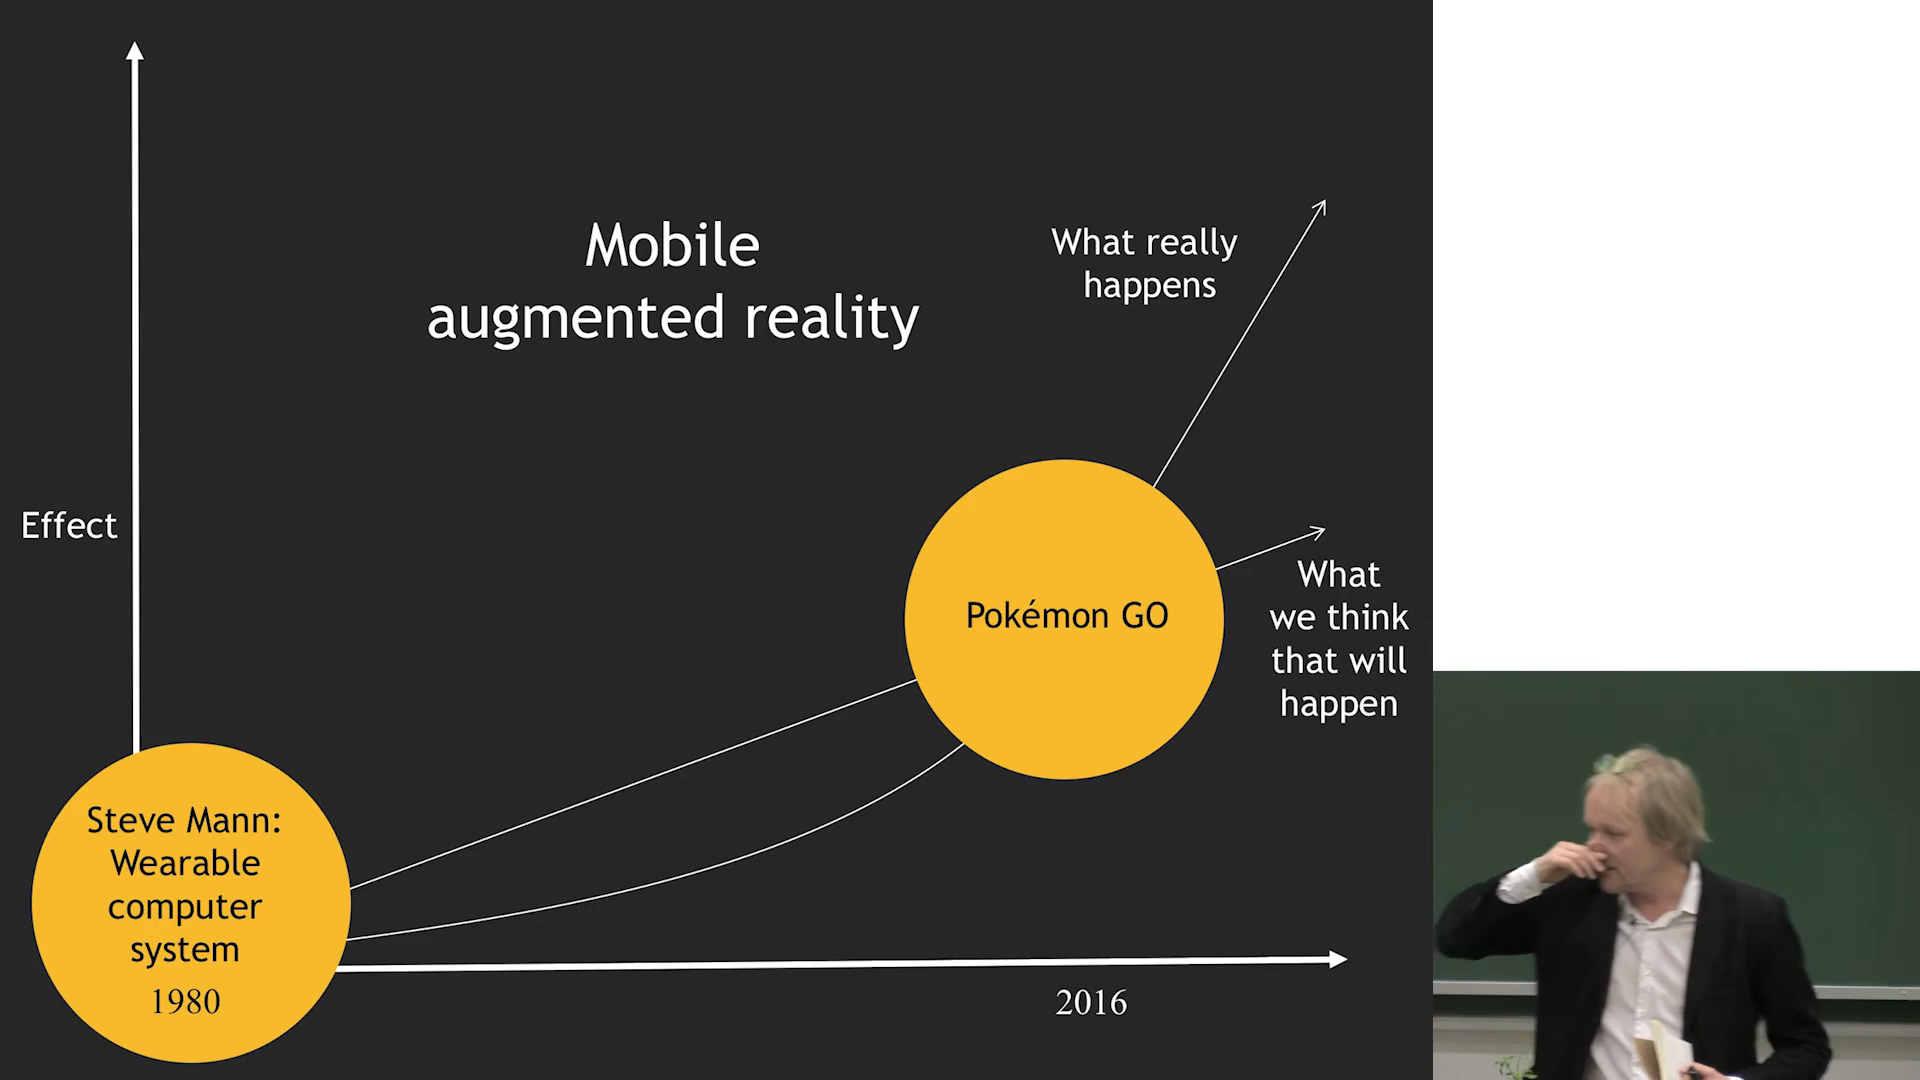 Mobile
augmented reality
What really
happens
Effect
Pokémon GO
What
we think
that will
happen
Steve Mann:
Wearable
computer
system
1980
2016